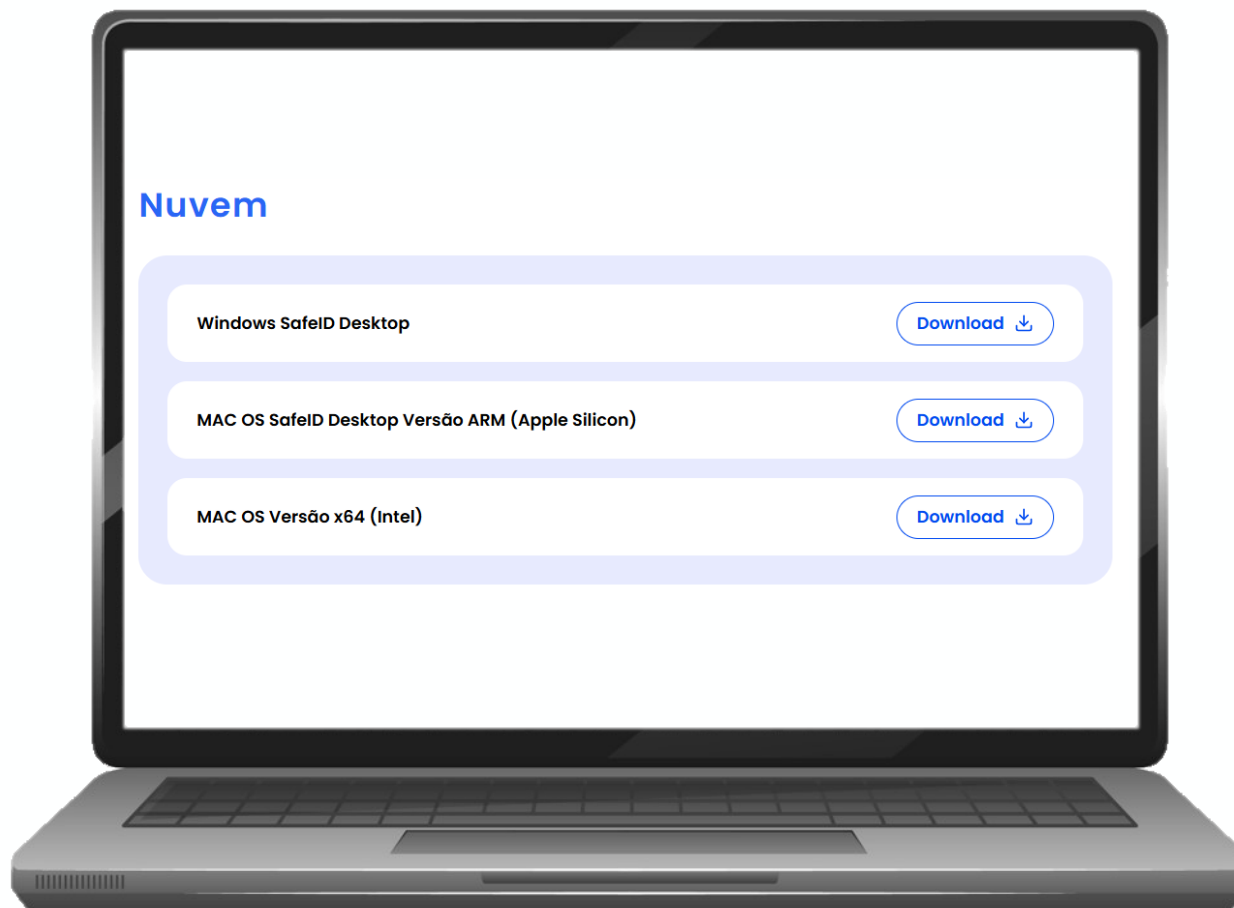 Nuvem
Windows SafeID Desktop
Download
MAC OS SafeID Desktop Versão ARM (Apple Silicon)
Download
MAC OS Versão x64 (Intel)
Download